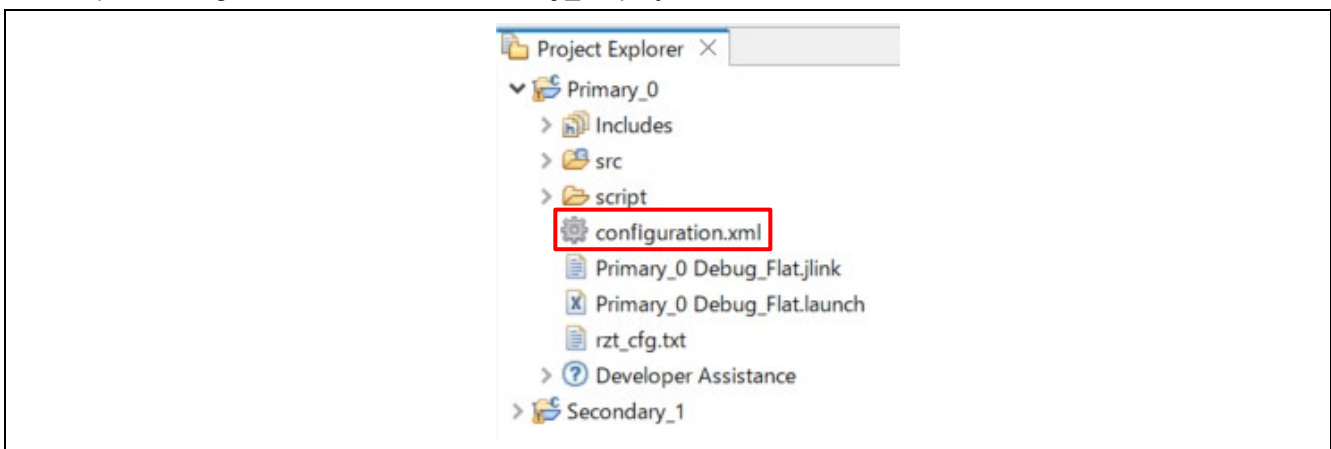 Project Explorer
Primary_0
Includes
src
script
configuration.xml
Primary_0 Debug_Flat.jlink
Primary_0 Debug_Flat.launch
rzt_cfg.txt
Developer Assistance
Secondary_1